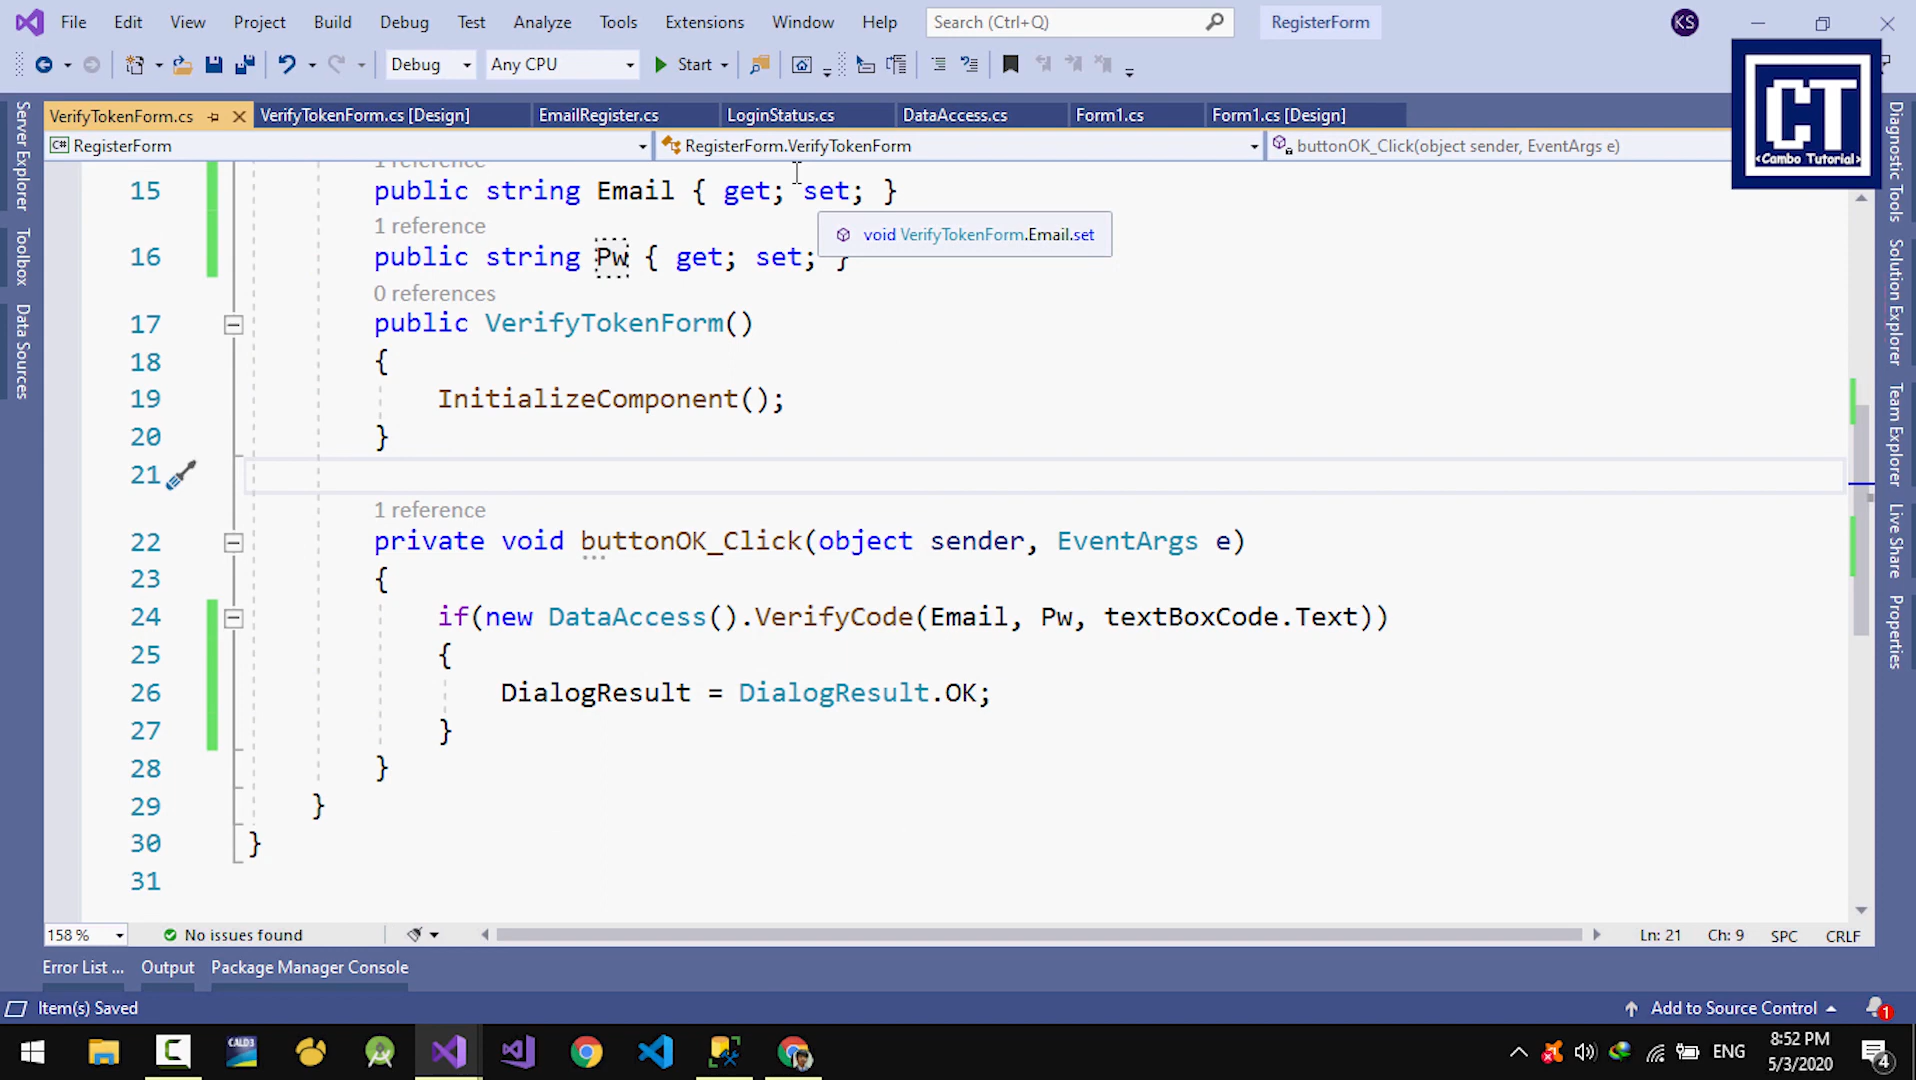 File Edit View Project Build Debug Test Analyze Tools Extensions Window Help Search (Ctrl+Q) RegisterForm KS
Debug Any CPU Start
CT
<Cambo Tutorial>
VerifyTokenForm.cs VerifyTokenForm.cs [Design] EmailRegister.cs LoginStatus.cs DataAccess.cs Form1.cs Form1.cs [Design]
C# RegisterForm RegisterForm.VerifyTokenForm buttonOK_Click(object sender, EventArgs e)
Server Explorer
Toolbox
Data Sources
1 reference
15 public string Email { get; set; }
1 reference
void VerifyTokenForm.Email.set
16 public string Pw { get; set; }
0 references
17 public VerifyTokenForm()
18 {
19 InitializeComponent();
20 }
21
1 reference
22 private void buttonOK_Click(object sender, EventArgs e)
23 {
24 if(new DataAccess().VerifyCode(Email, Pw, textBoxCode.Text))
25 {
26 DialogResult = DialogResult.OK;
27 }
28 }
29 }
30 }
31
Diagnostic Tools
Solution Explorer
Team Explorer
Live Share
Properties
158 % No issues found Ln: 21 Ch: 9 SPC CRLF
Error List ... Output Package Manager Console
Item(s) Saved Add to Source Control 1
CALD3
ENG 8:52 PM
5/3/2020 4